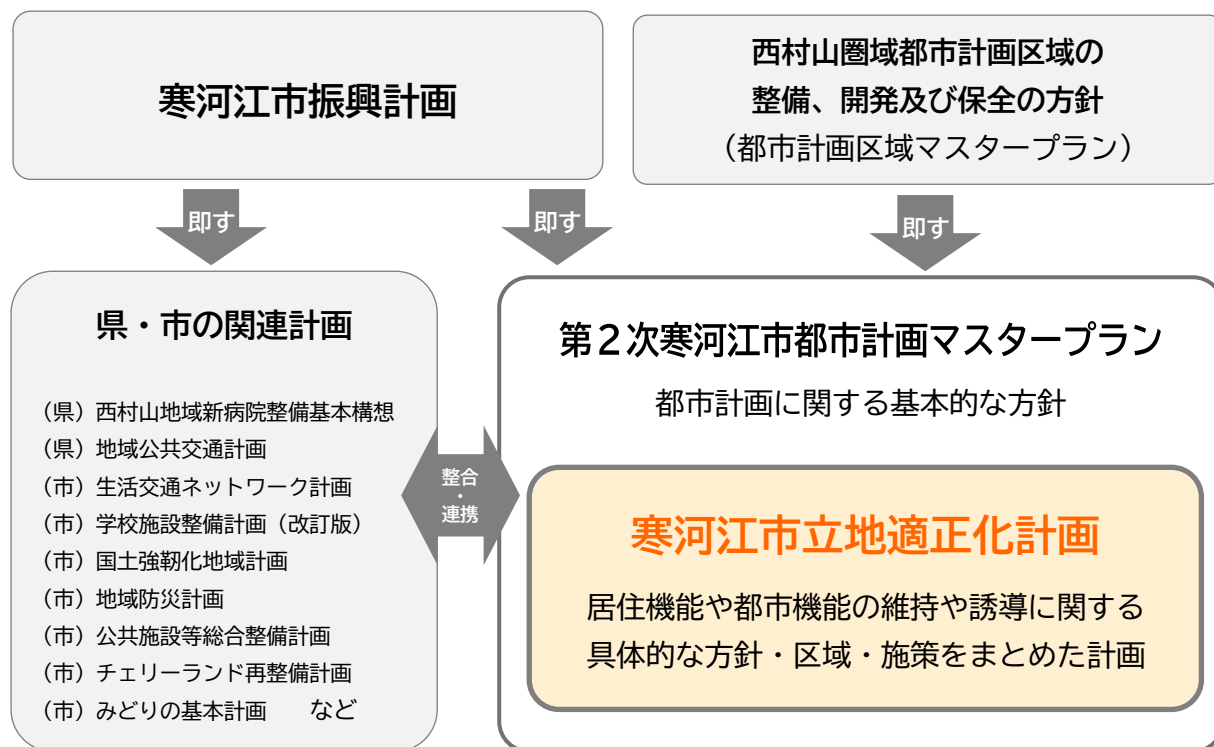 寒河江市振興計画
西村山圏域都市計画区域の
整備、開発及び保全の方針
（都市計画区域マスタープラン）
即す
即す
即す
県・市の関連計画
（県）西村山地域新病院整備基本構想
（県）地域公共交通計画
（市）生活交通ネットワーク計画
（市）学校施設整備計画（改訂版）
（市）国土強靭化地域計画
（市）地域防災計画
（市）公共施設等総合整備計画
（市）チェリーランド再整備計画
（市）みどりの基本計画　など
整合
・
連携
第２次寒河江市都市計画マスタープラン
都市計画に関する基本的な方針
寒河江市立地適正化計画
居住機能や都市機能の維持や誘導に関する
具体的な方針・区域・施策をまとめた計画